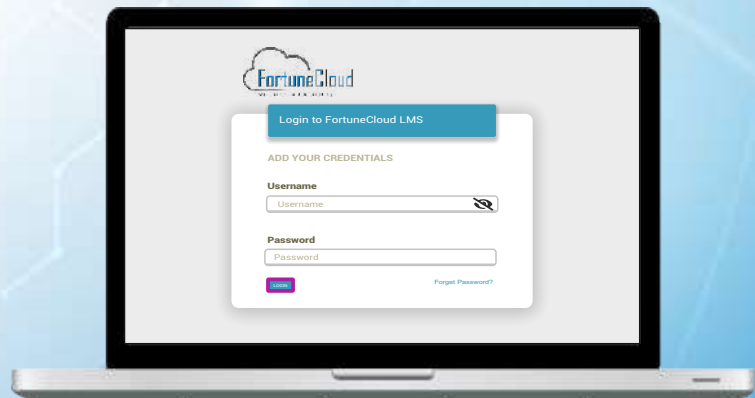 FortuneCloud
Login to FortuneCloud LMS
ADD YOUR CREDENTIALS
Username
Username
Password
Password
LOGIN
Forget Password?